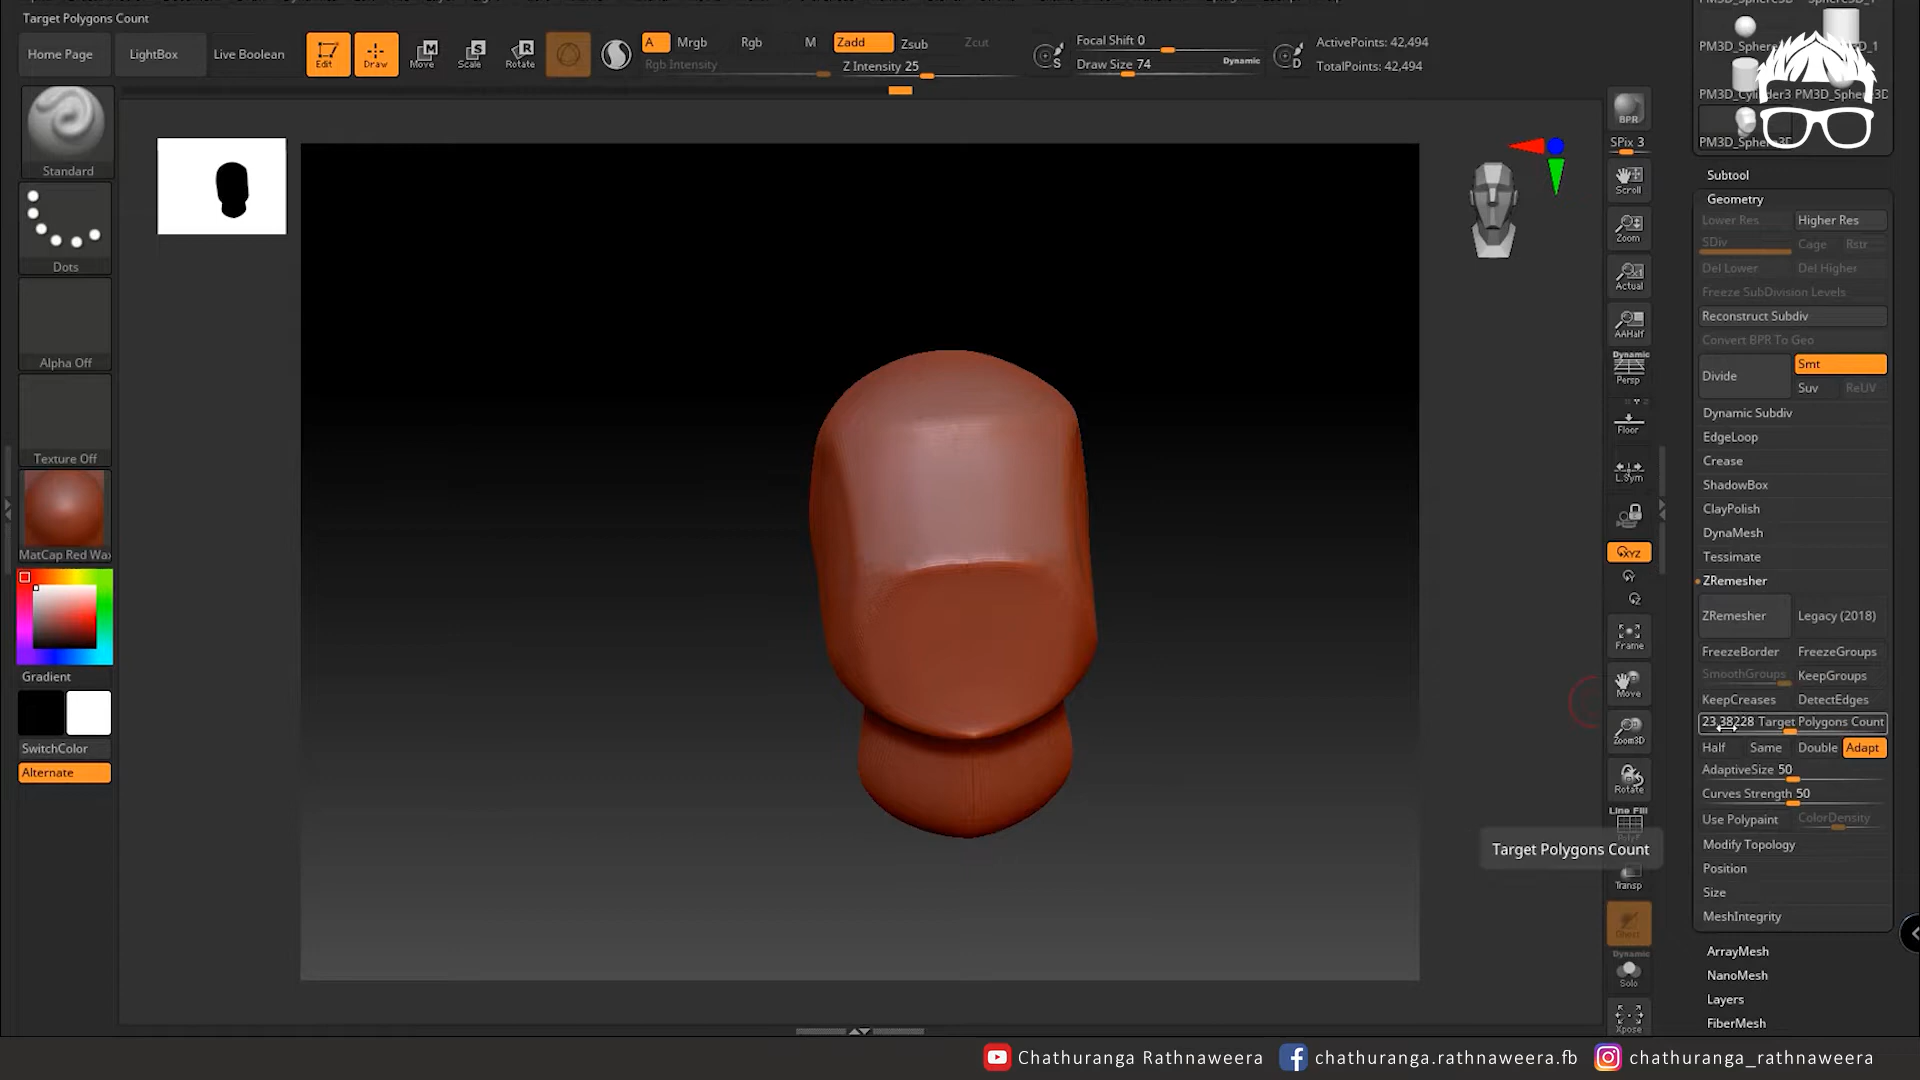 Target Polygons Count
Home Page
LightBox
Live Boolean
Edit
Draw
Move
Scale
Rotate
A
Mrgb
Rgb
M
Zadd
Zsub
Zcut
Rgb Intensity
Z Intensity 25
Focal Shift 0
Draw Size 74
Dynamic
S
D
ActivePoints: 42,494
TotalPoints: 42,494
Standard
Dots
Alpha Off
Texture Off
MatCap Red Wax
Gradient
SwitchColor
Alternate
BPR
SPix 3
Scroll
Zoom
Actual
AAHalf
Dynamic
Persp
Floor
L.Sym
XYZ
Frame
Move
Zoom3D
Rotate
Line Fill
Target Polygons Count
Transp
Ghost
Dynamic
Solo
Xpose
Subtool
Geometry
Lower Res
Higher Res
SDiv
Cage
Rstr
Del Lower
Del Higher
Freeze SubDivision Levels
Reconstruct Subdiv
Convert BPR To Geo
Divide
Smt
Suv
ReUV
Dynamic Subdiv
EdgeLoop
Crease
ShadowBox
ClayPolish
DynaMesh
Tessimate
ZRemesher
ZRemesher
Legacy (2018)
FreezeBorder
FreezeGroups
SmoothGroups
KeepGroups
KeepCreases
DetectEdges
23.38228 Target Polygons Count
Half
Same
Double
Adapt
AdaptiveSize 50
Curves Strength 50
Use Polypaint
ColorDensity
Modify Topology
Position
Size
MeshIntegrity
ArrayMesh
NanoMesh
Layers
FiberMesh
Chathuranga Rathnaweera
chathuranga.rathnaweera.fb
chathuranga_rathnaweera